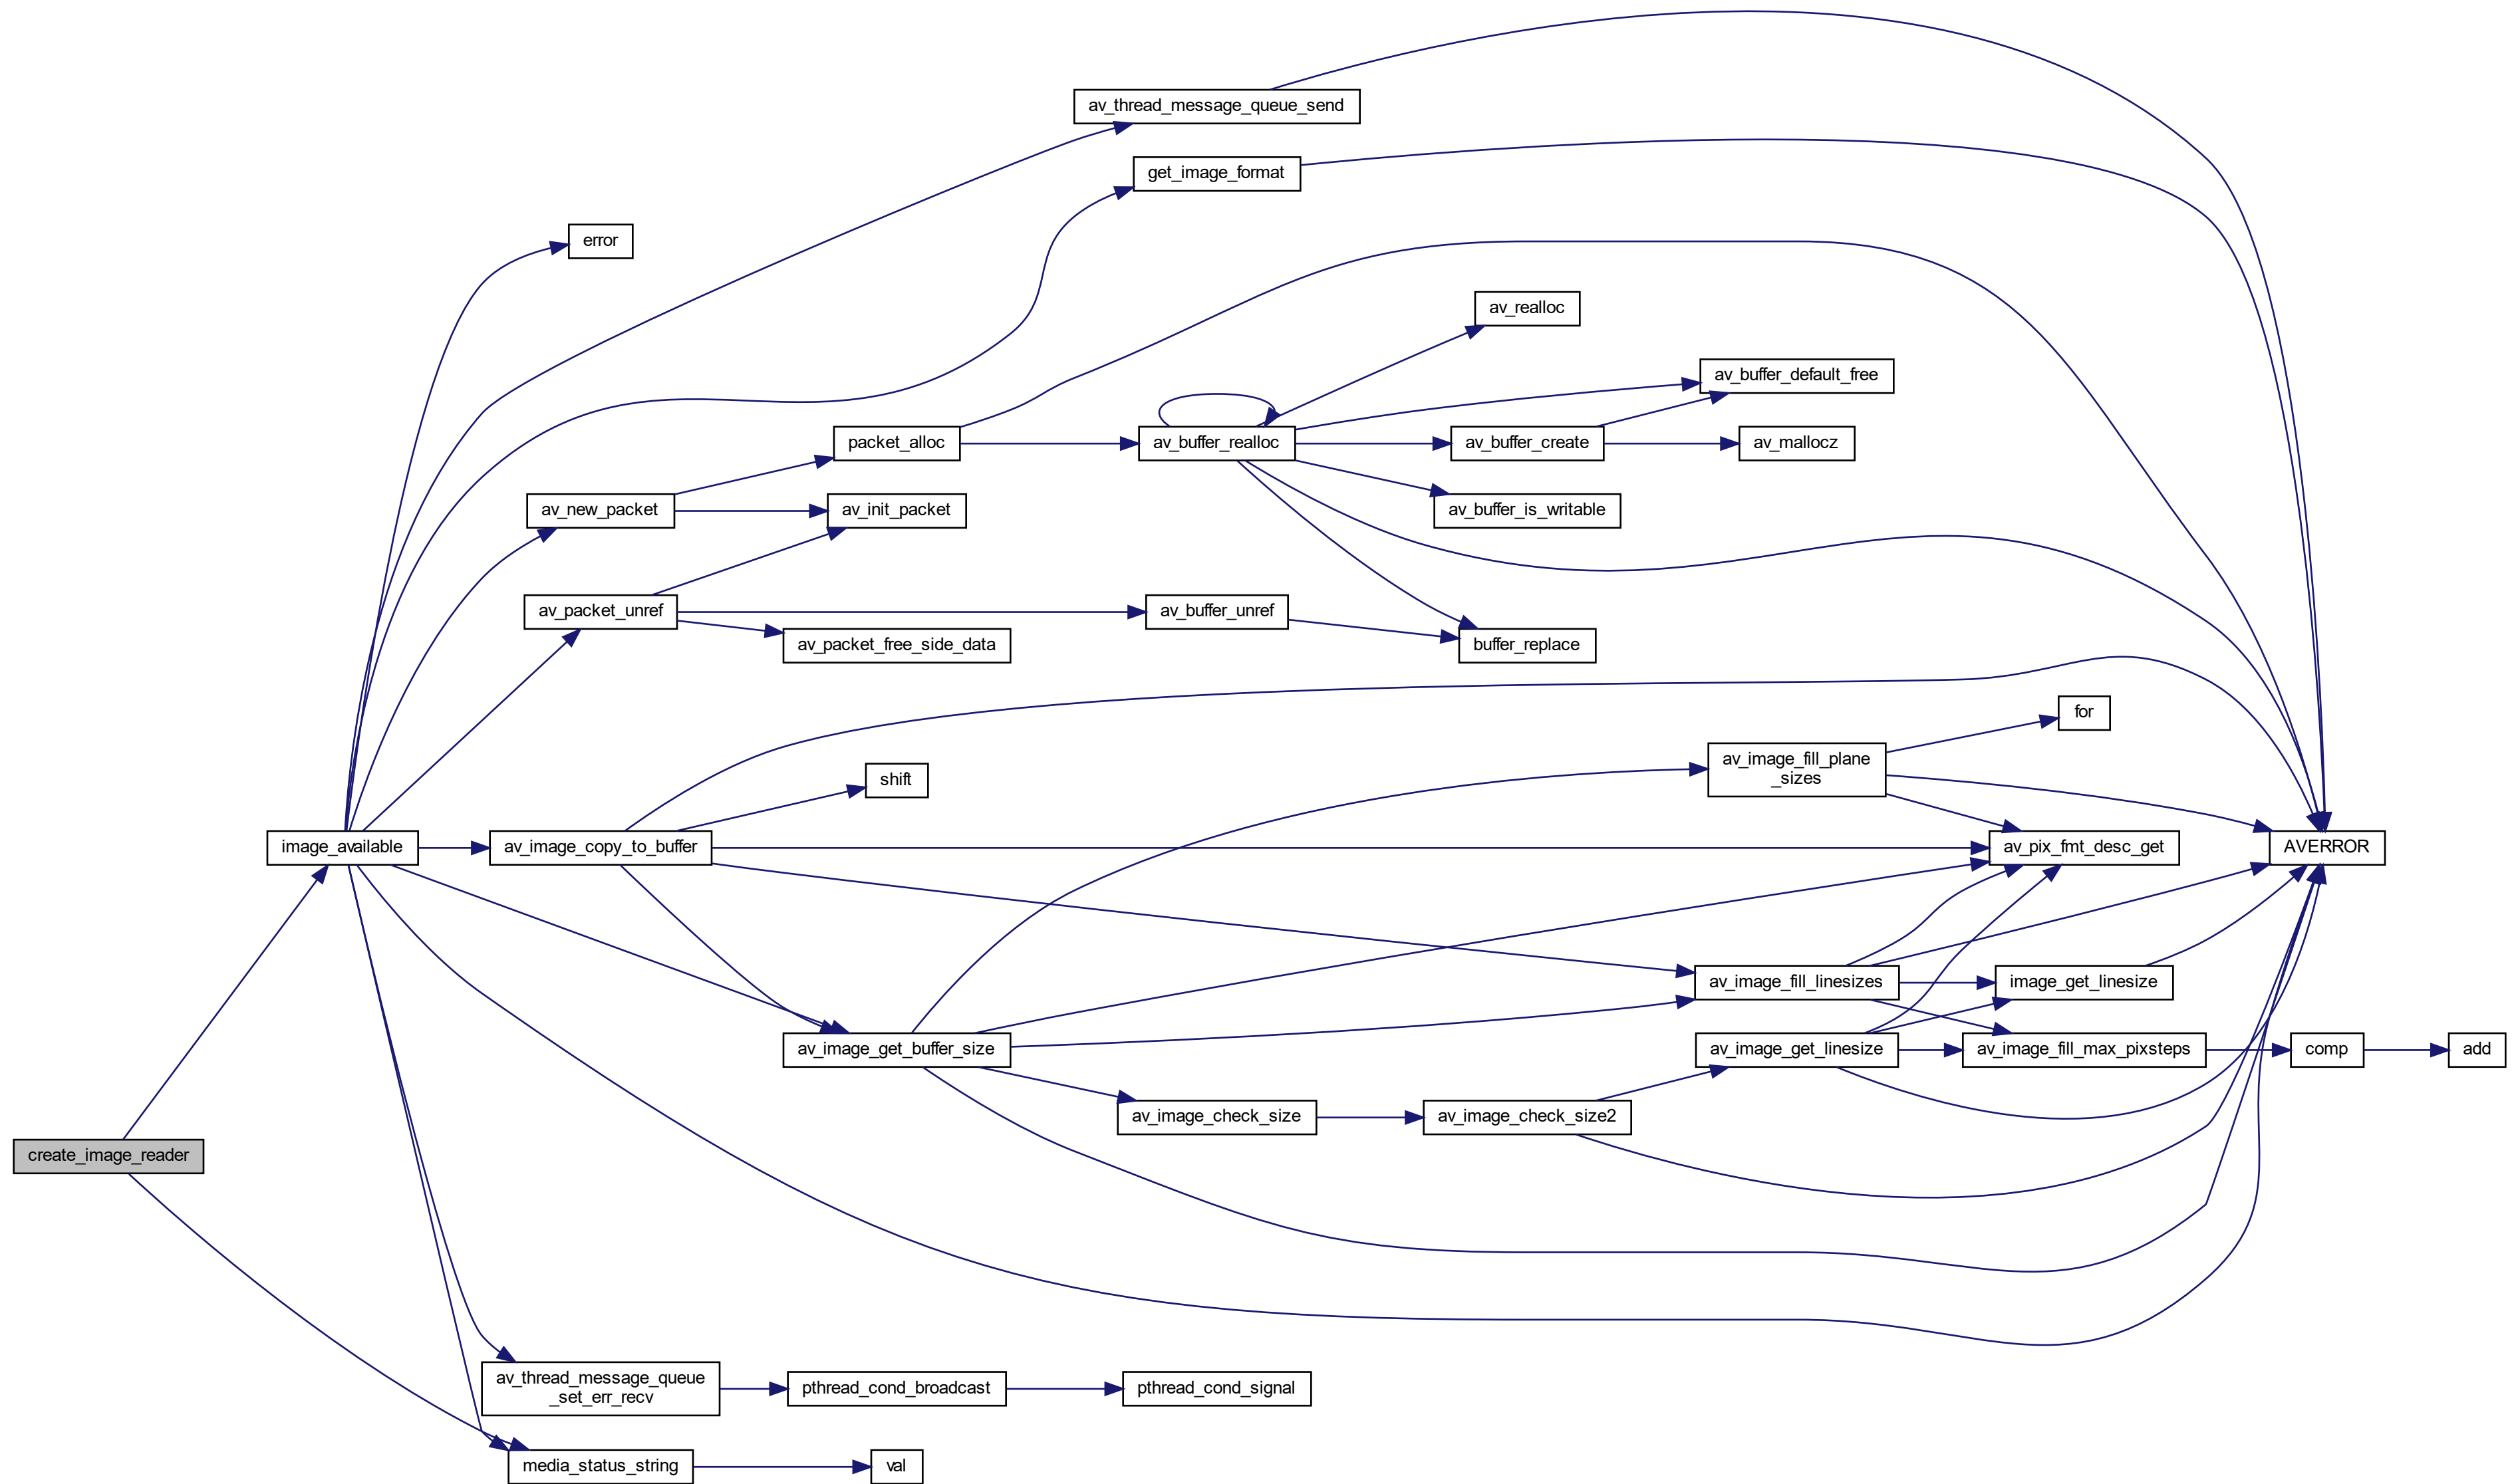 av_thread_message_queue_send
get_image_format
error
av_realloc
av_buffer_default_free
packet_alloc
av_buffer_realloc
av_buffer_create
av_mallocz
av_new_packet
av_init_packet
av_buffer_is_writable
av_packet_unref
av_buffer_unref
av_packet_free_side_data
buffer_replace
for
av_image_fill_plane
_sizes
shift
image_available
av_image_copy_to_buffer
av_pix_fmt_desc_get
AVERROR
av_image_fill_linesizes
image_get_linesize
av_image_get_buffer_size
av_image_get_linesize
av_image_fill_max_pixsteps
comp
add
av_image_check_size
av_image_check_size2
create_image_reader
av_thread_message_queue
_set_err_recv
pthread_cond_broadcast
pthread_cond_signal
media_status_string
val